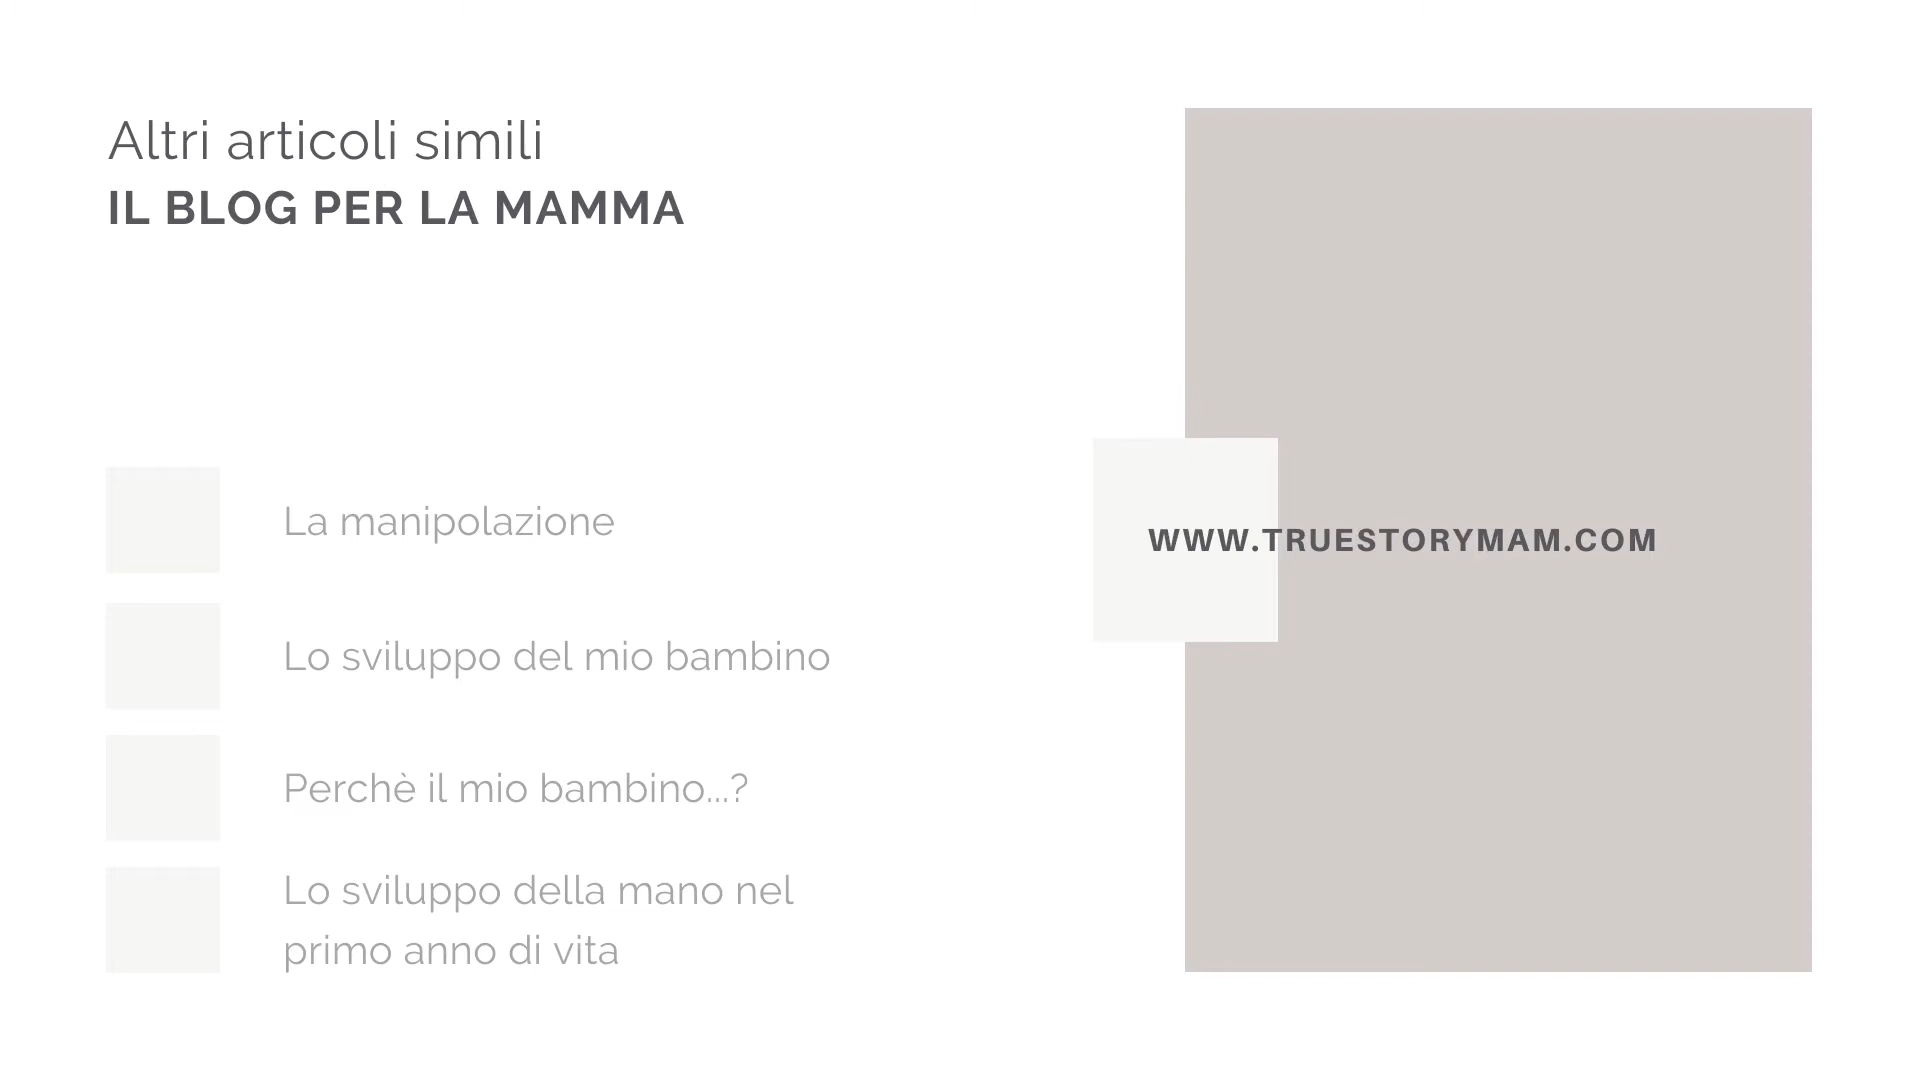 Altri articoli simili
IL BLOG PER LA MAMMA
La manipolazione
Lo sviluppo del mio bambino
Perchè il mio bambino...?
Lo sviluppo della mano nel
primo anno di vita
WWW.TRUESTORYMAM.COM